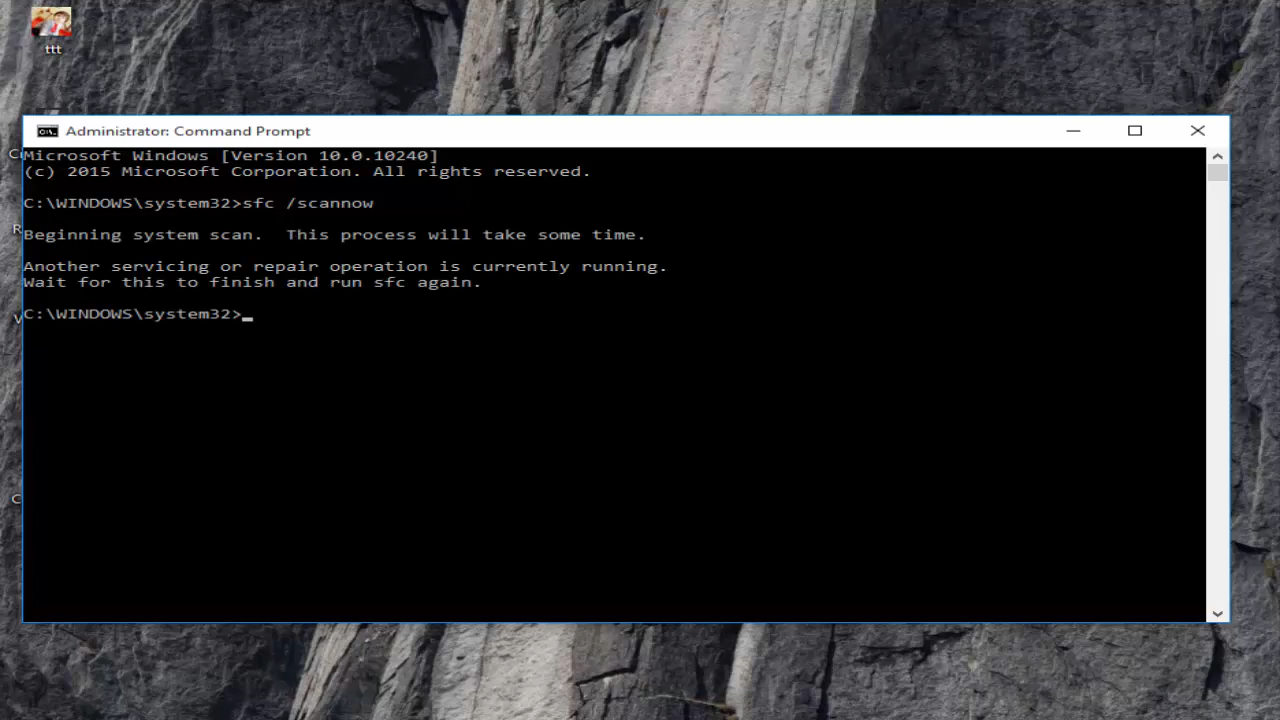 ttt
Administrator: Command Prompt
Microsoft Windows [Version 10.0.10240]
(c) 2015 Microsoft Corporation. All rights reserved.
C:\WINDOWS\system32>sfc /scannow
Beginning system scan.  This process will take some time.
Another servicing or repair operation is currently running.
Wait for this to finish and run sfc again.
C:\WINDOWS\system32>_